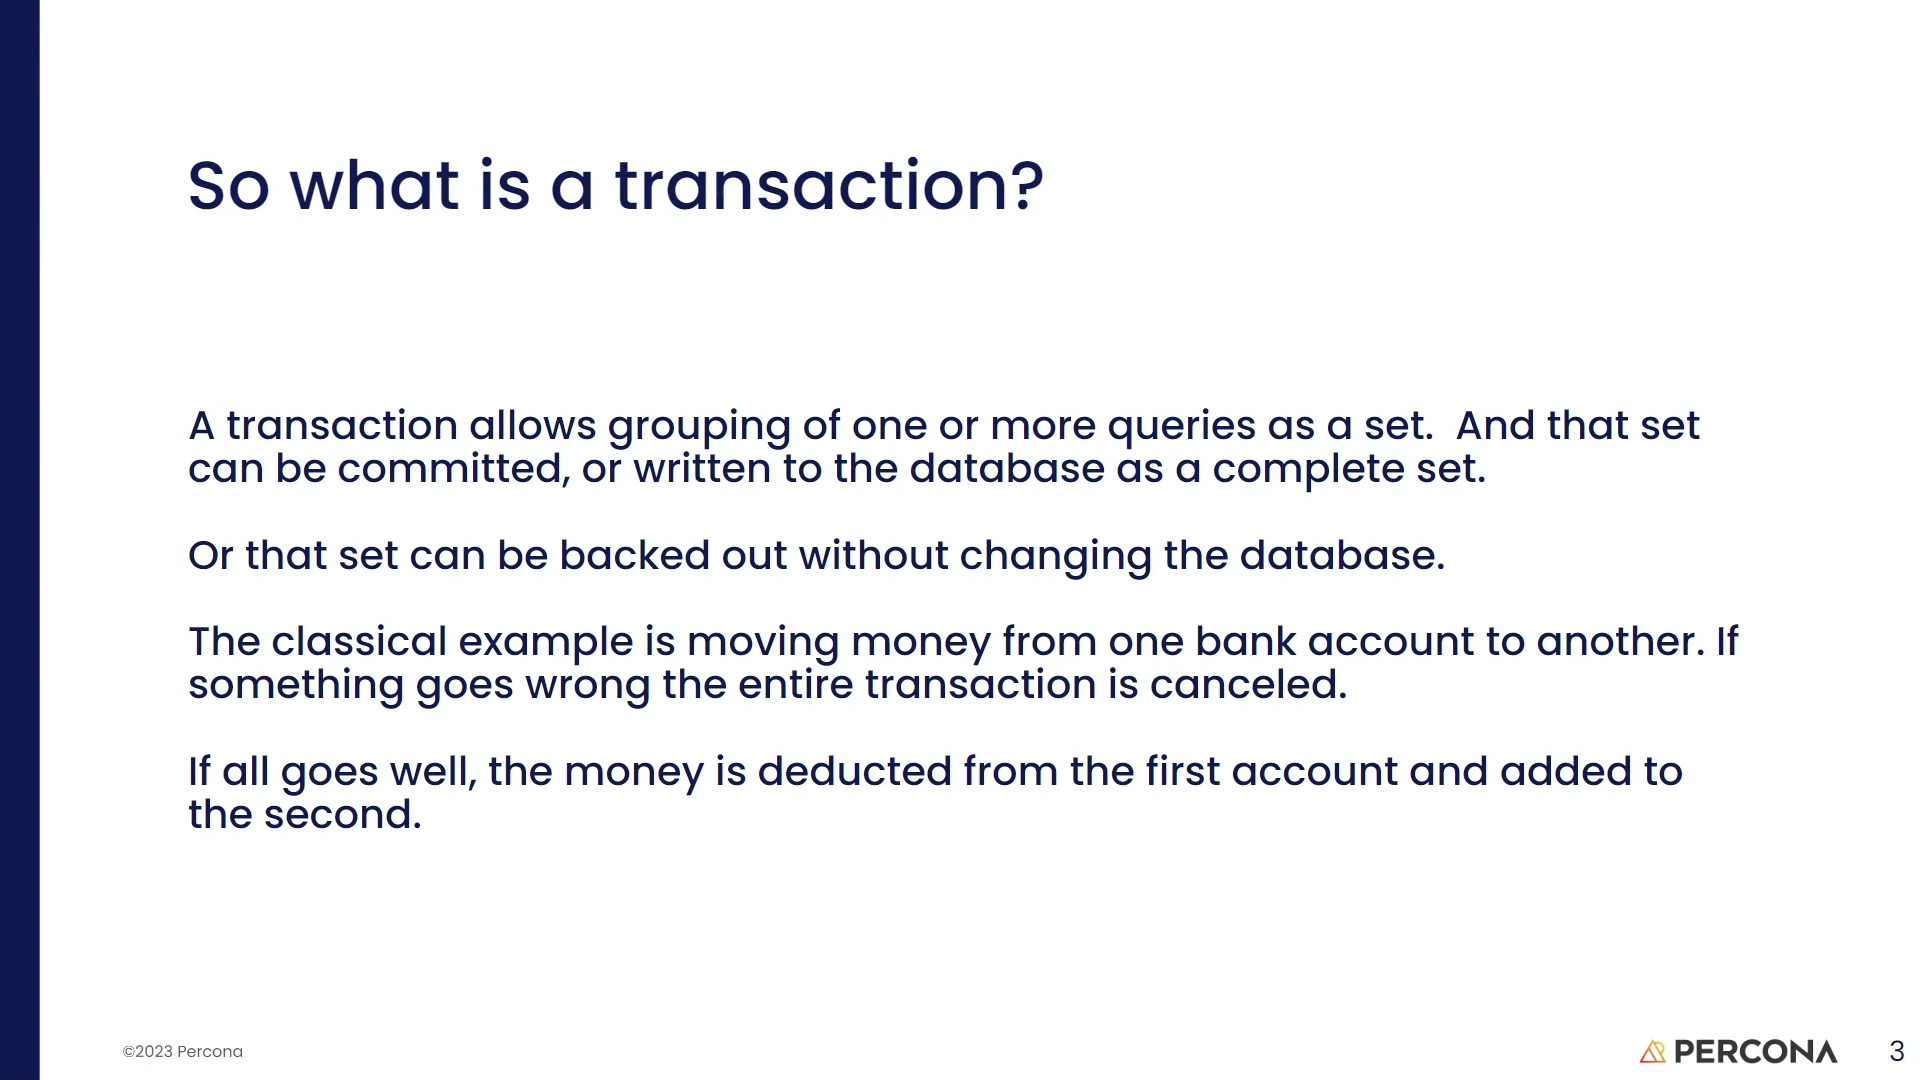 So what is a transaction?
A transaction allows grouping of one or more queries as a set.  And that set
can be committed, or written to the database as a complete set.
Or that set can be backed out without changing the database.
The classical example is moving money from one bank account to another. If
something goes wrong the entire transaction is canceled.
If all goes well, the money is deducted from the first account and added to
the second.
©2023 Percona
PERCONA
3